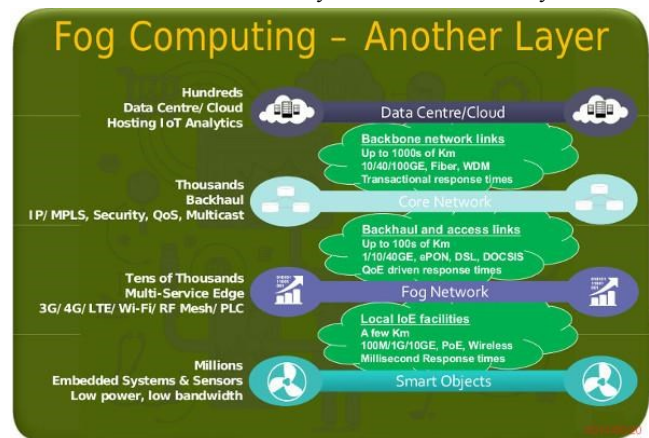 Fog Computing – Another Layer
Hundreds
Data Centre/ Cloud
Hosting IoT Analytics
Data Centre/Cloud
Backbone network links
Up to 1000s of Km
10/40/100GE, Fiber, WDM
Transactional response times
Thousands
Backhaul
IP/ MPLS, Security, QoS, Multicast
Core Network
Backhaul and access links
Up to 100s of Km
1/10/40GE, ePON, DSL, DOCSIS
QoE driven response times
Tens of Thousands
Multi-Service Edge
3G/ 4G/ LTE/ Wi-Fi/ RF Mesh/ PLC
Fog Network
Local IoE facilities
A few Km
100M/1G/10GE, PoE, Wireless
Millisecond Response times
Millions
Embedded Systems & Sensors
Low power, low bandwidth
Smart Objects